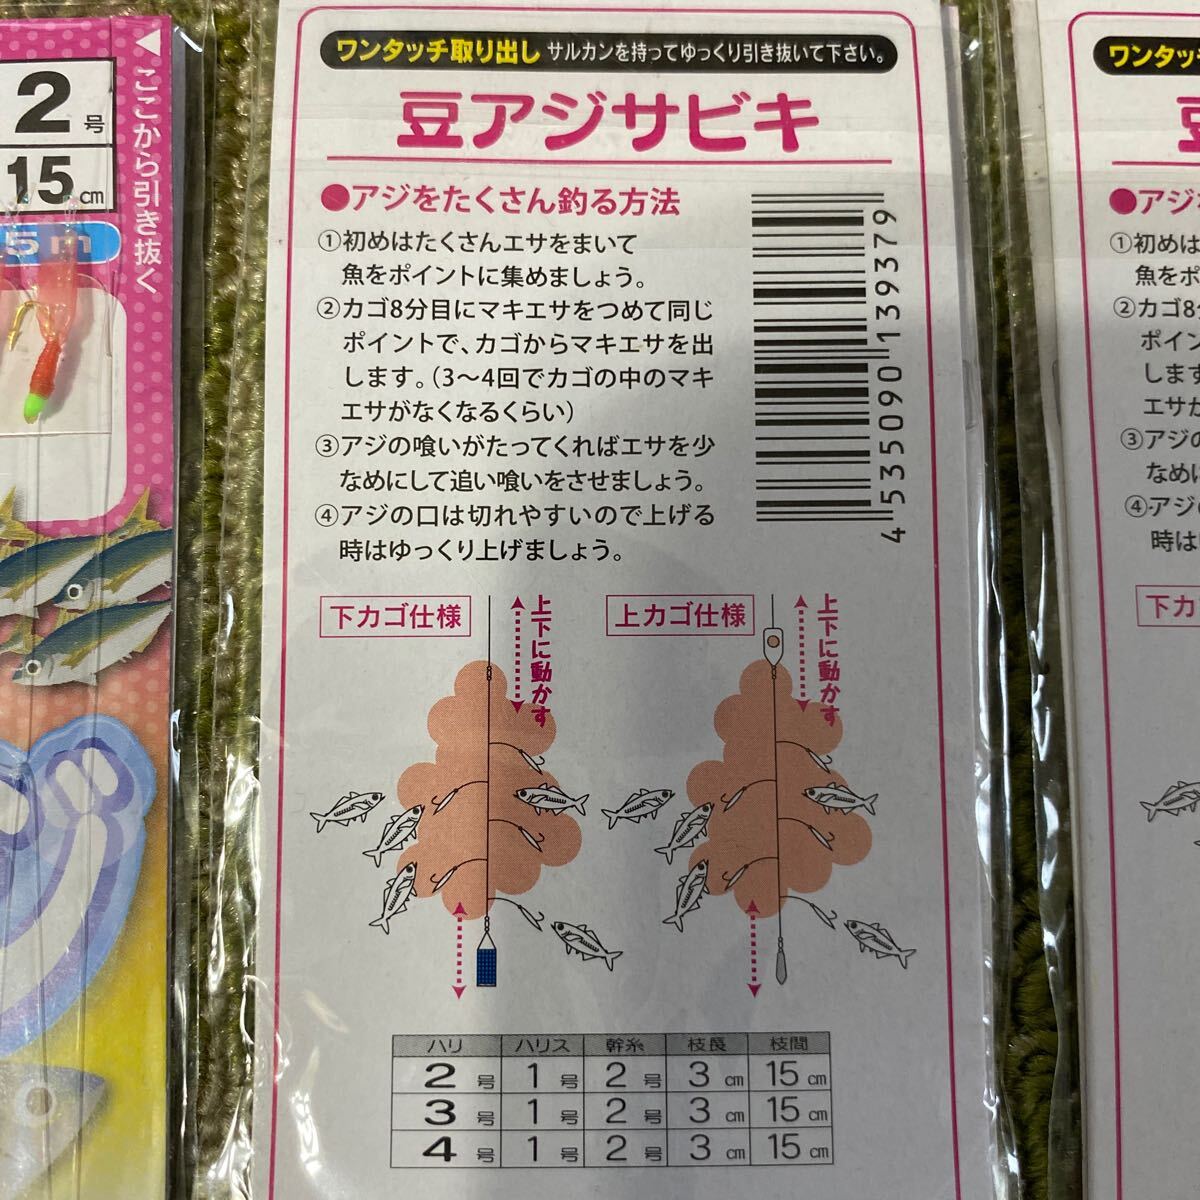 2号
15cm
5m
ここから引き抜く
ワンタッチ取り出し サルカンを持ってゆっくり引き抜いて下さい。
豆アジサビキ
●アジをたくさん釣る方法
①初めはたくさんエサをまいて
魚をポイントに集めましょう。
②カゴ8分目にマキエサをつめて同じ
ポイントで、カゴからマキエサを出
します。(3〜4回でカゴの中のマキ
エサがなくなるくらい)
③アジの喰いがたってくればエサを少
なめにして追い喰いをさせましょう。
④アジの口は切れやすいので上げる
時はゆっくり上げましょう。
4 535090 139379
下カゴ仕様
上下に動かす
上カゴ仕様
上下に動かす
ハリ ハリス 幹糸 枝長 枝間
2号 1号 2号 3cm 15cm
3号 1号 2号 3cm 15cm
4号 1号 2号 3cm 15cm
ワンタッチ
●アジ
①初めは
魚をポ
②カゴ8
ポイン
します
エサが
③アジの
なめに
④アジ
時は
下カ